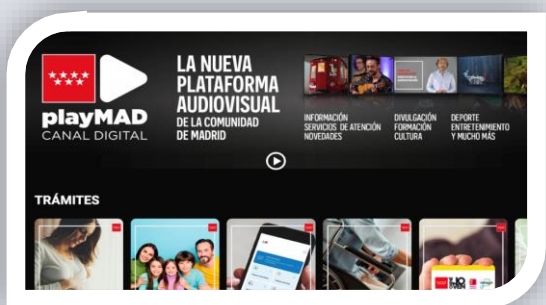 LA NUEVA
PLATAFORMA
AUDIOVISUAL
DE LA COMUNIDAD
DE MADRID
playMAD
CANAL DIGITAL
INFORMACIÓN
SERVICIOS DE ATENCIÓN
NOVEDADES
DIVULGACIÓN
FORMACIÓN
CULTURA
DEPORTE
ENTRETENIMIENTO
Y MUCHO MÁS
TRÁMITES